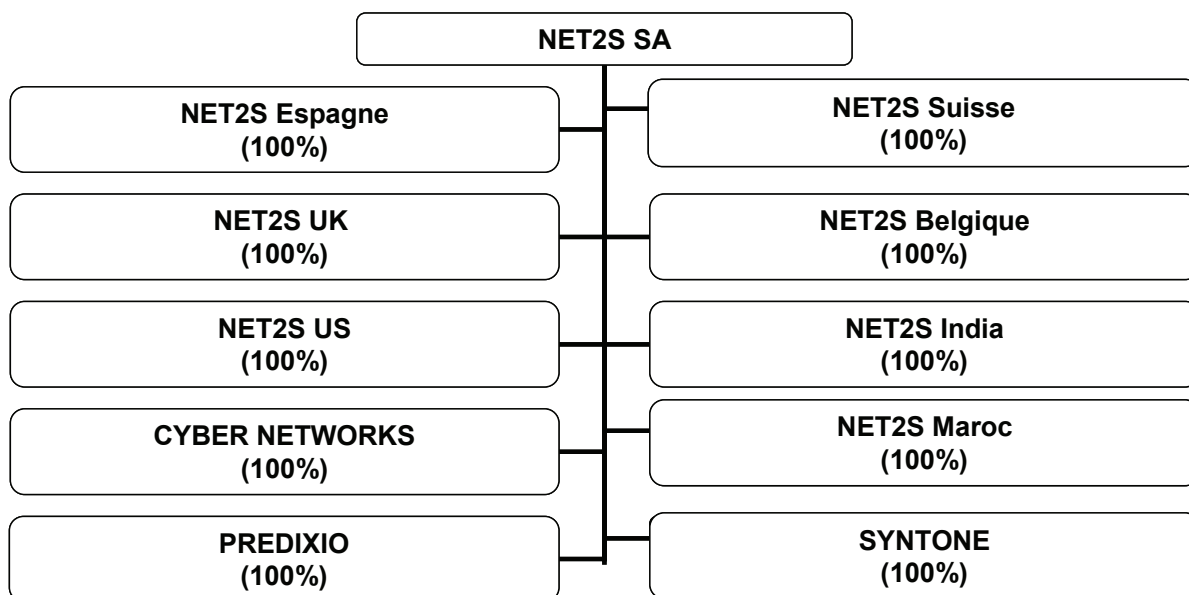 NET2S SA
NET2S Espagne
(100%)
NET2S Suisse
(100%)
NET2S UK
(100%)
NET2S Belgique
(100%)
NET2S US
(100%)
NET2S India
(100%)
CYBER NETWORKS
(100%)
NET2S Maroc
(100%)
PREDIXIO
(100%)
SYNTONE
(100%)